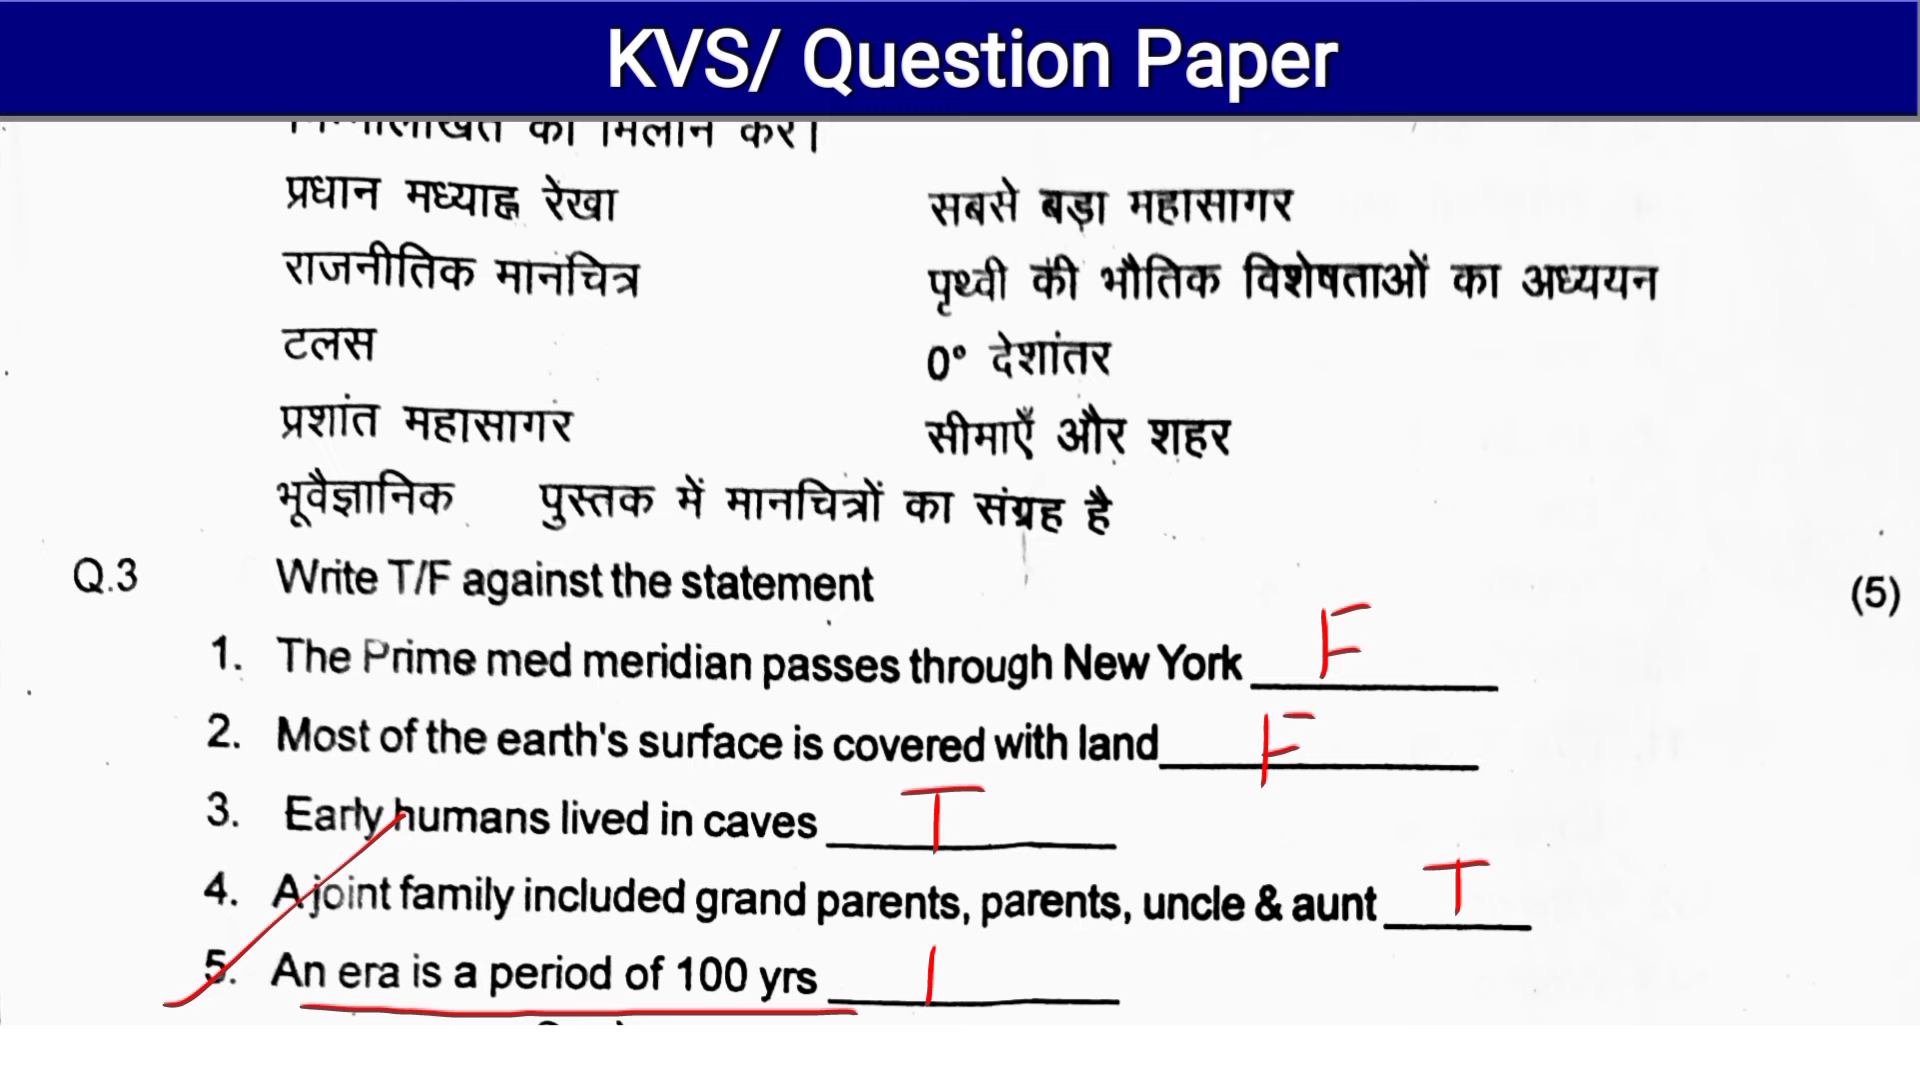 KVS/ Question Paper
निम्नलिखित का मिलान करें।
प्रधान मध्याह्न रेखा सबसे बड़ा महासागर
राजनीतिक मानचित्र पृथ्वी की भौतिक विशेषताओं का अध्ययन
टलस 0° देशांतर
प्रशांत महासागर सीमाएँ और शहर
भूवैज्ञानिक पुस्तक में मानचित्रों का संग्रह है
Q.3 Write T/F against the statement (5)
1. The Prime med meridian passes through New York F
2. Most of the earth's surface is covered with land F
3. Early humans lived in caves T
4. A joint family included grand parents, parents, uncle & aunt T
5. An era is a period of 100 yrs